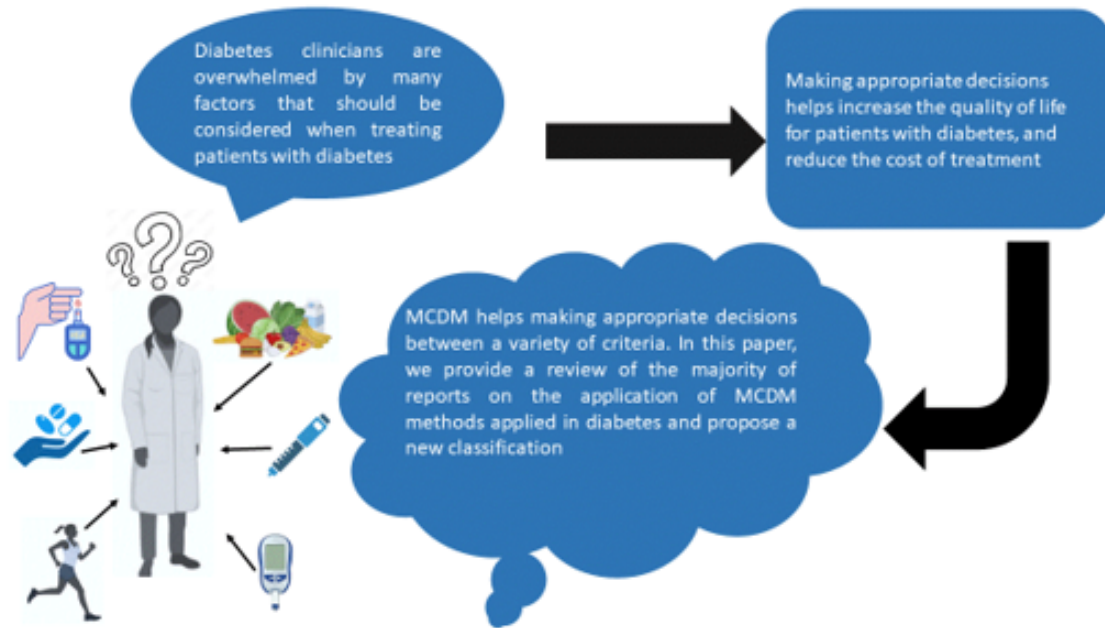 Diabetes clinicians are
overwhelmed by many
factors that should be
considered when treating
patients with diabetes
Making appropriate decisions
helps increase the quality of life
for patients with diabetes, and
reduce the cost of treatment
???
MCDM helps making appropriate decisions
between a variety of criteria. In this paper,
we provide a review of the majority of
reports on the application of MCDM
methods applied in diabetes and propose a
new classification